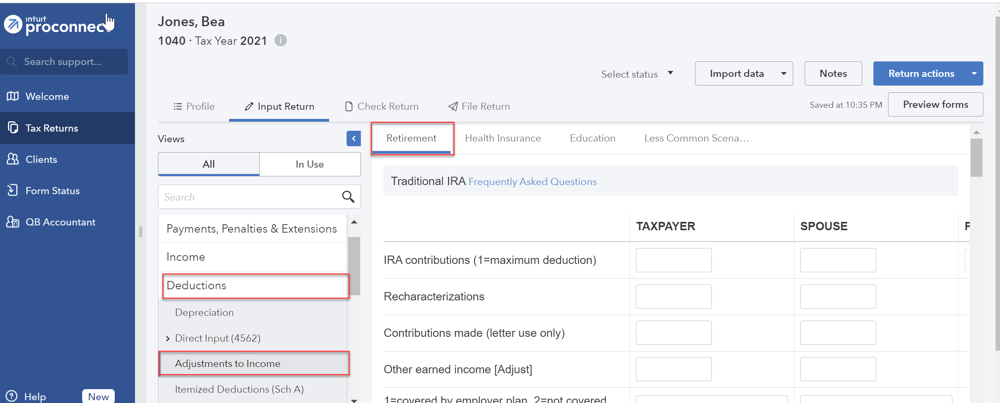 ıntuıt
proconnec
Search support...
Welcome
Tax Returns
Clients
Form Status
QB Accountant
Help New
Jones, Bea
1040 · Tax Year 2021 i
Select status Import data Notes Return actions
Profile Input Return Check Return File Return Saved at 10:35 PM Preview forms
Views
All In Use
Search
Payments, Penalties & Extensions
Income
Deductions
Depreciation
Direct Input (4562)
Adjustments to Income
Itemized Deductions (Sch A)
Retirement Health Insurance Education Less Common Scena...
Traditional IRA Frequently Asked Questions
TAXPAYER SPOUSE
IRA contributions (1=maximum deduction)
Recharacterizations
Contributions made (letter use only)
Other earned income [Adjust]
1=covered by employer plan, 2=not covered